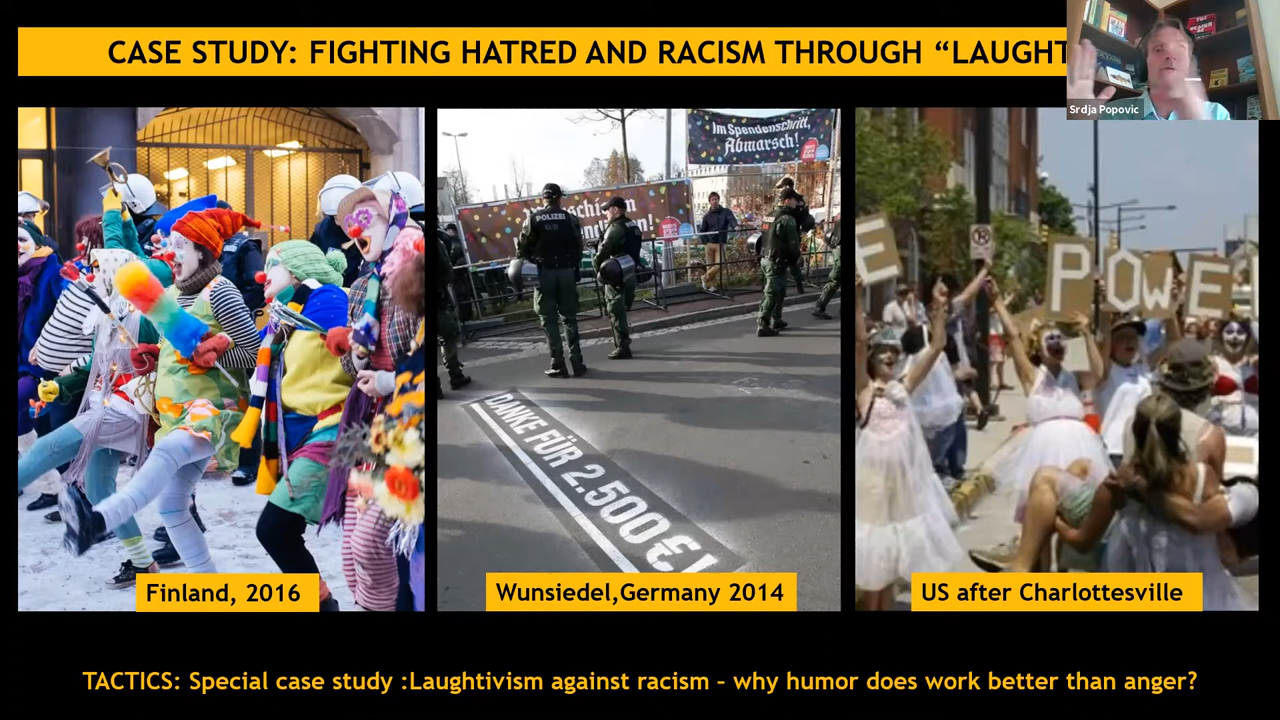 CASE STUDY: FIGHTING HATRED AND RACISM THROUGH “LAUGHT
Srdja Popovic
Im Spendenschritt,
Abmarsch!
POLIZEI
DANKE FÜR 2.500€!
E
POWE
Finland, 2016
Wunsiedel,Germany 2014
US after Charlottesville
TACTICS: Special case study :Laughtivism against racism – why humor does work better than anger?